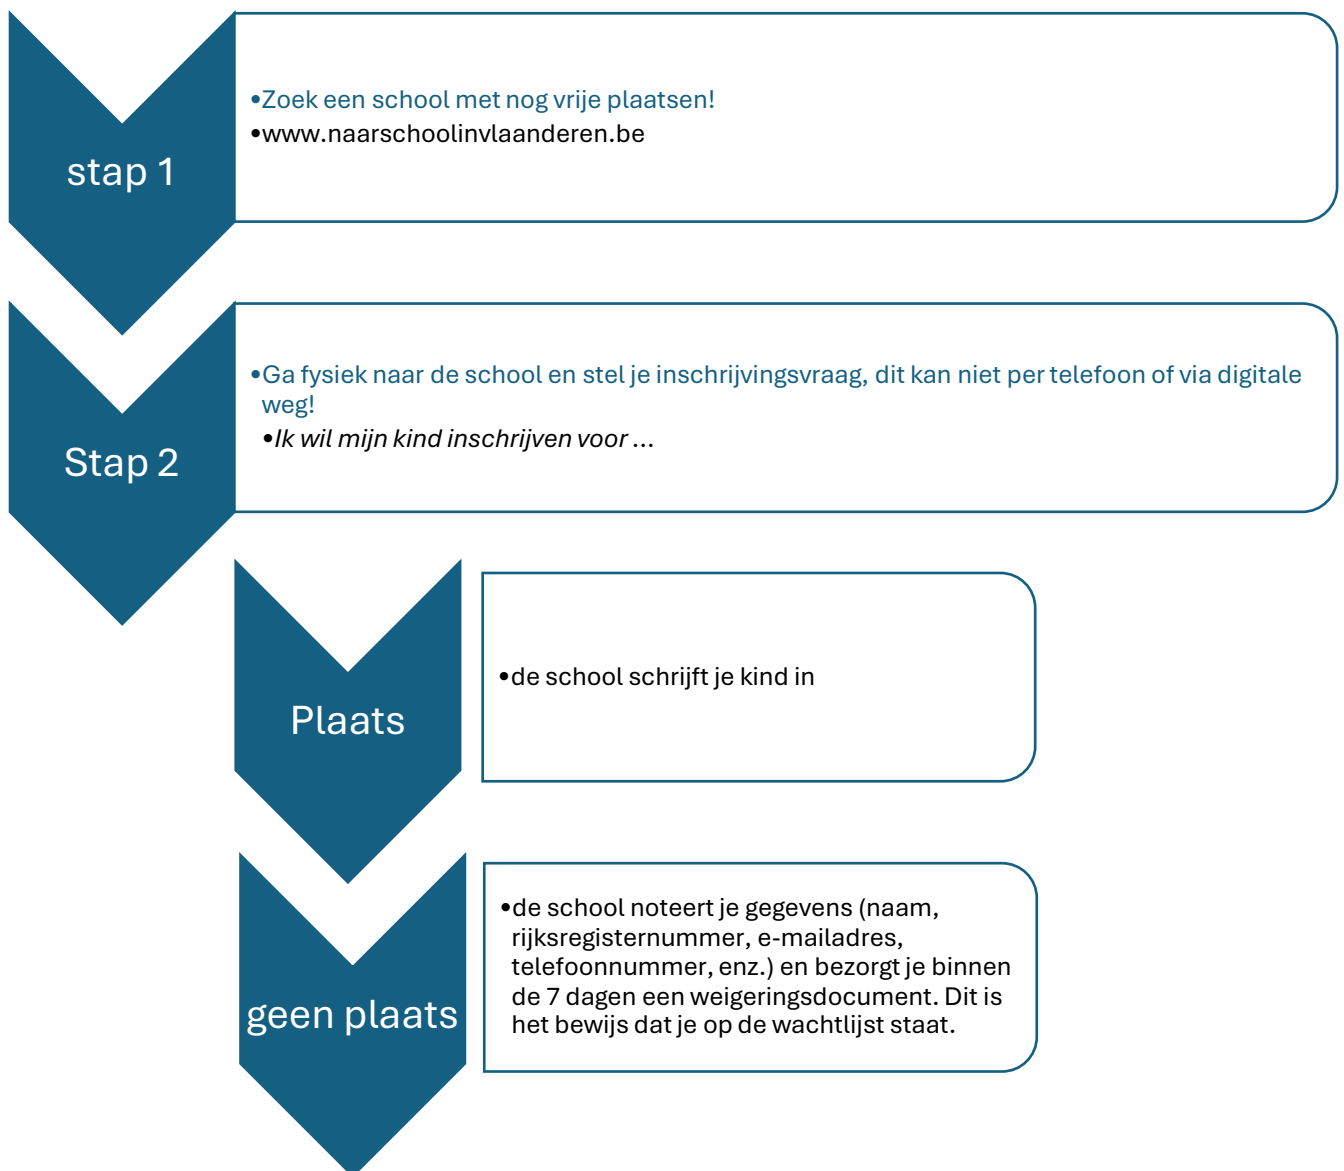 stap 1
•Zoek een school met nog vrije plaatsen!
•www.naarschoolinvlaanderen.be
Stap 2
•Ga fysiek naar de school en stel je inschrijvingsvraag, dit kan niet per telefoon of via digitale
weg!
•Ik wil mijn kind inschrijven voor ...
Plaats
•de school schrijft je kind in
geen plaats
•de school noteert je gegevens (naam,
rijksregisternummer, e-mailadres,
telefoonnummer, enz.) en bezorgt je binnen
de 7 dagen een weigeringsdocument. Dit is
het bewijs dat je op de wachtlijst staat.